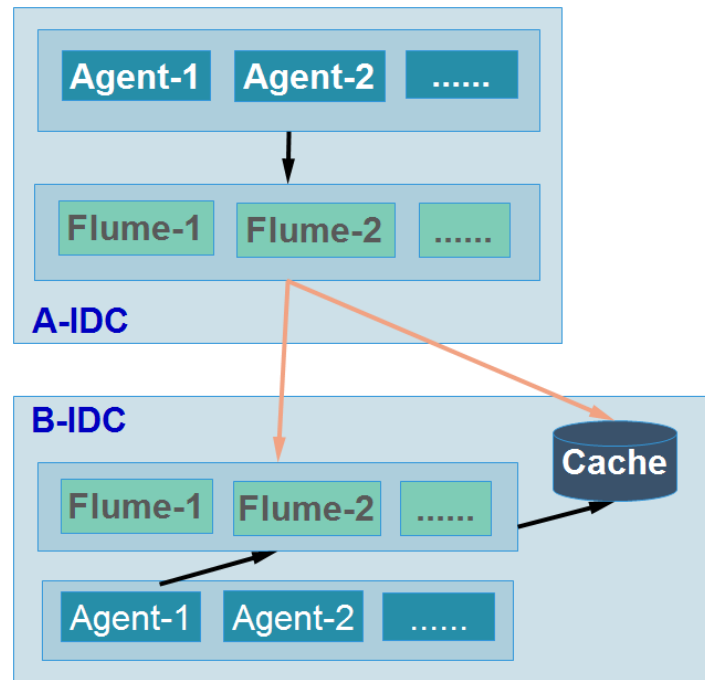 Agent-1 Agent-2 ......
Flume-1 Flume-2 ......
A-IDC
B-IDC
Cache
Flume-1 Flume-2 ......
Agent-1 Agent-2 ......